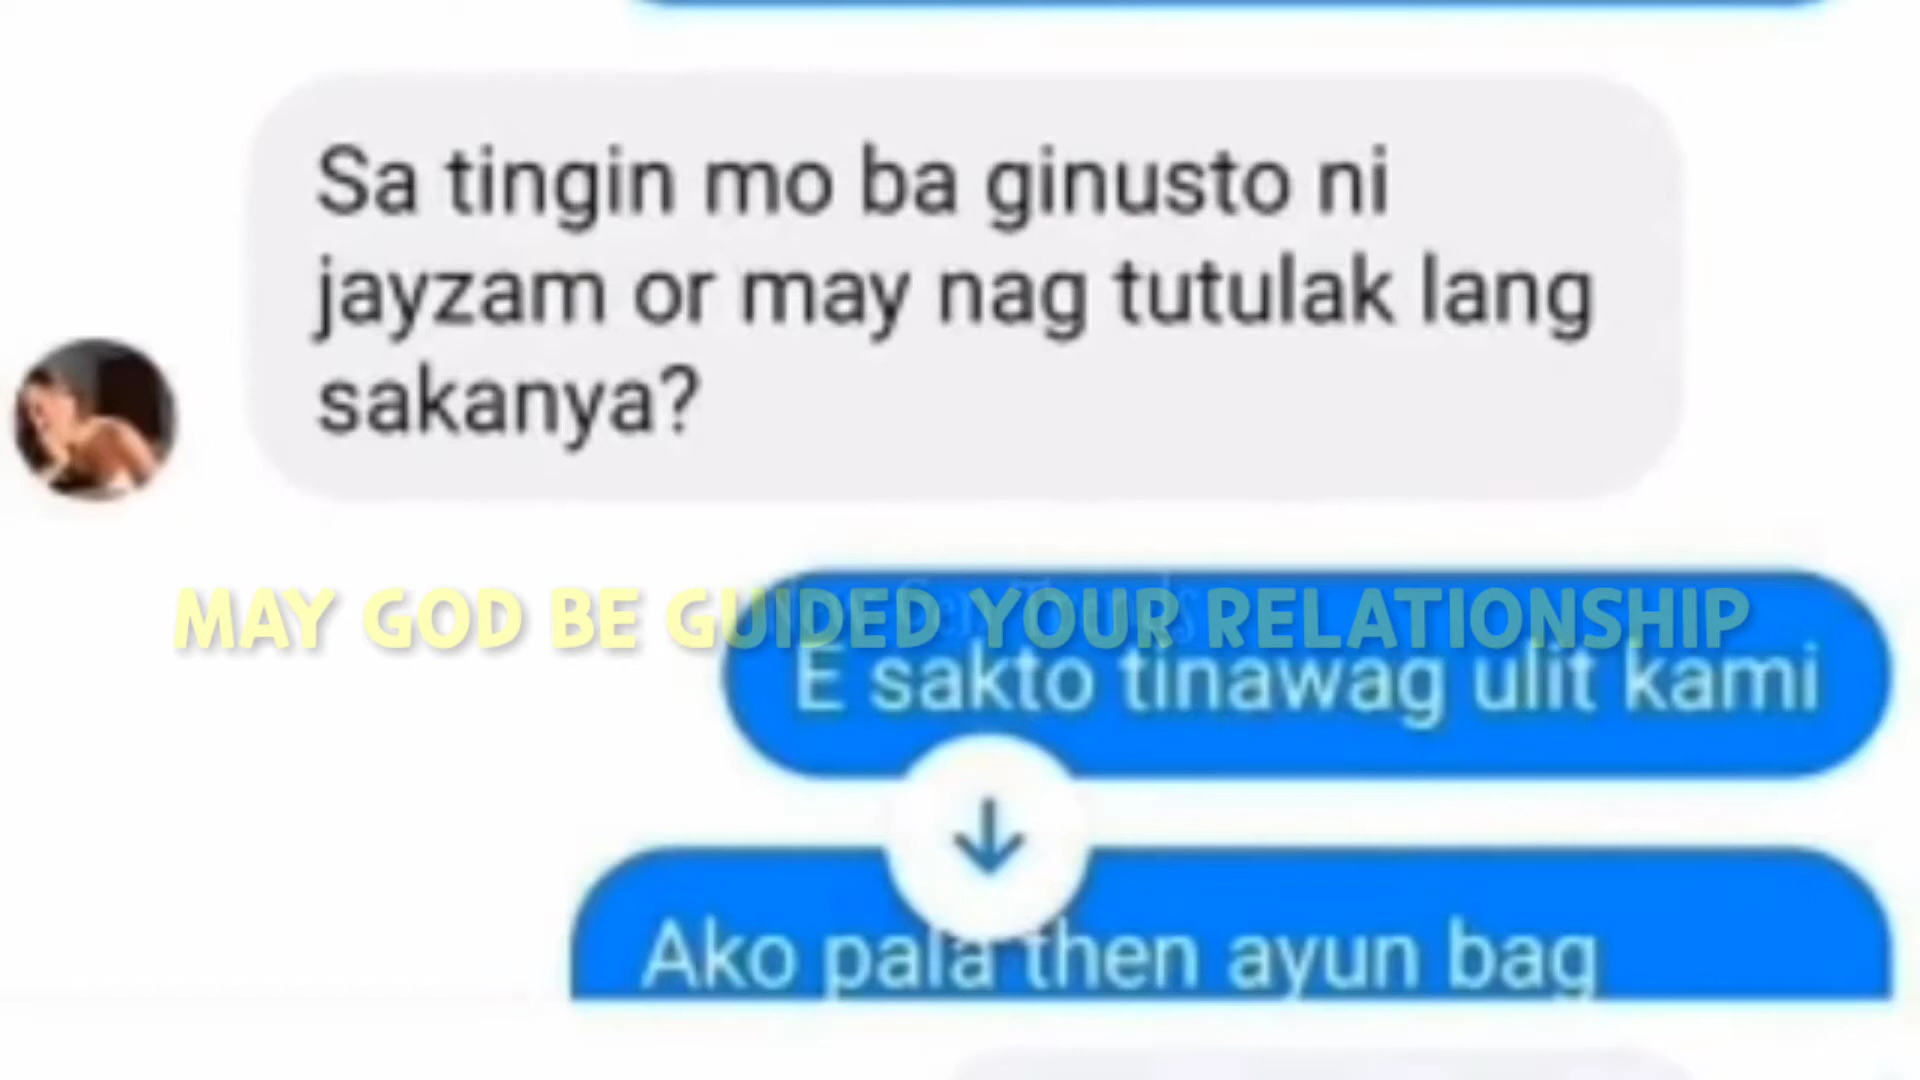 Sa tingin mo ba ginusto ni
jayzam or may nag tutulak lang
sakanya?
MAY GOD BE GUIDED YOUR RELATIONSHIP
E sakto tinawag ulit kami
Ako pala then ayun bag